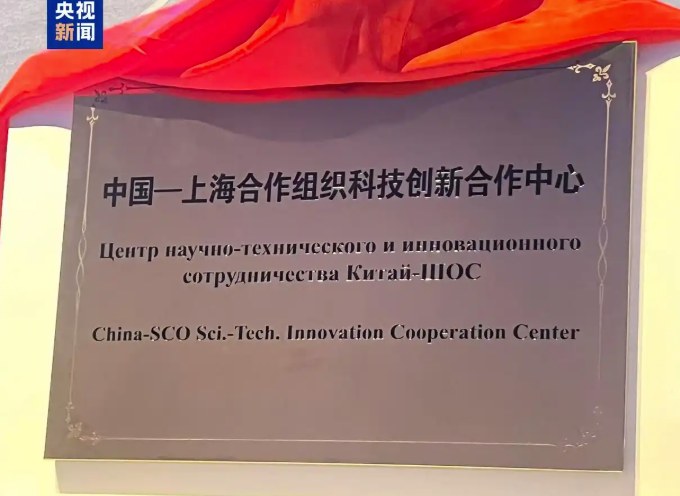 央视
新闻
中国—上海合作组织科技创新合作中心
Центр научно-технического и инновационного
сотрудничества Китай-ШОС
China-SCO Sci.-Tech. Innovation Cooperation Center